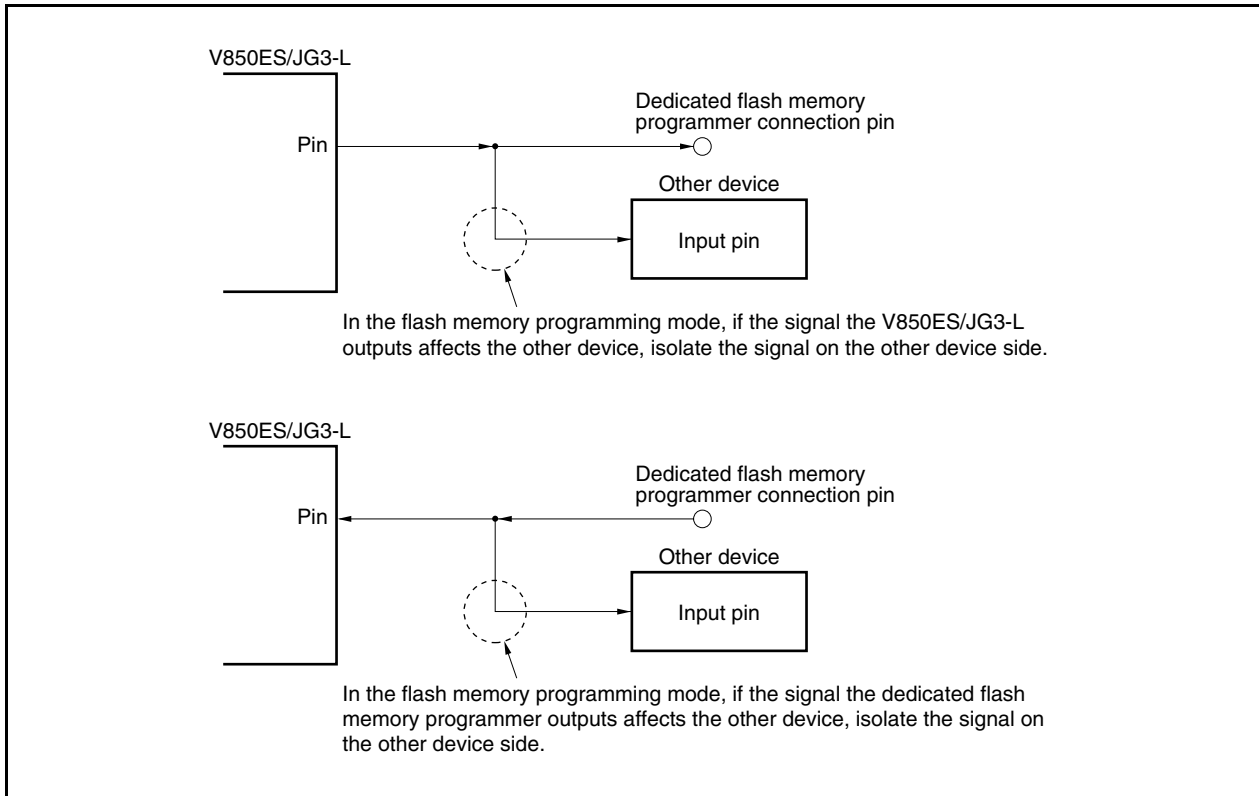 V850ES/JG3-L
Dedicated flash memory
programmer connection pin
Pin
Other device
Input pin
In the flash memory programming mode, if the signal the V850ES/JG3-L
outputs affects the other device, isolate the signal on the other device side.
V850ES/JG3-L
Dedicated flash memory
programmer connection pin
Pin
Other device
Input pin
In the flash memory programming mode, if the signal the dedicated flash
memory programmer outputs affects the other device, isolate the signal on
the other device side.